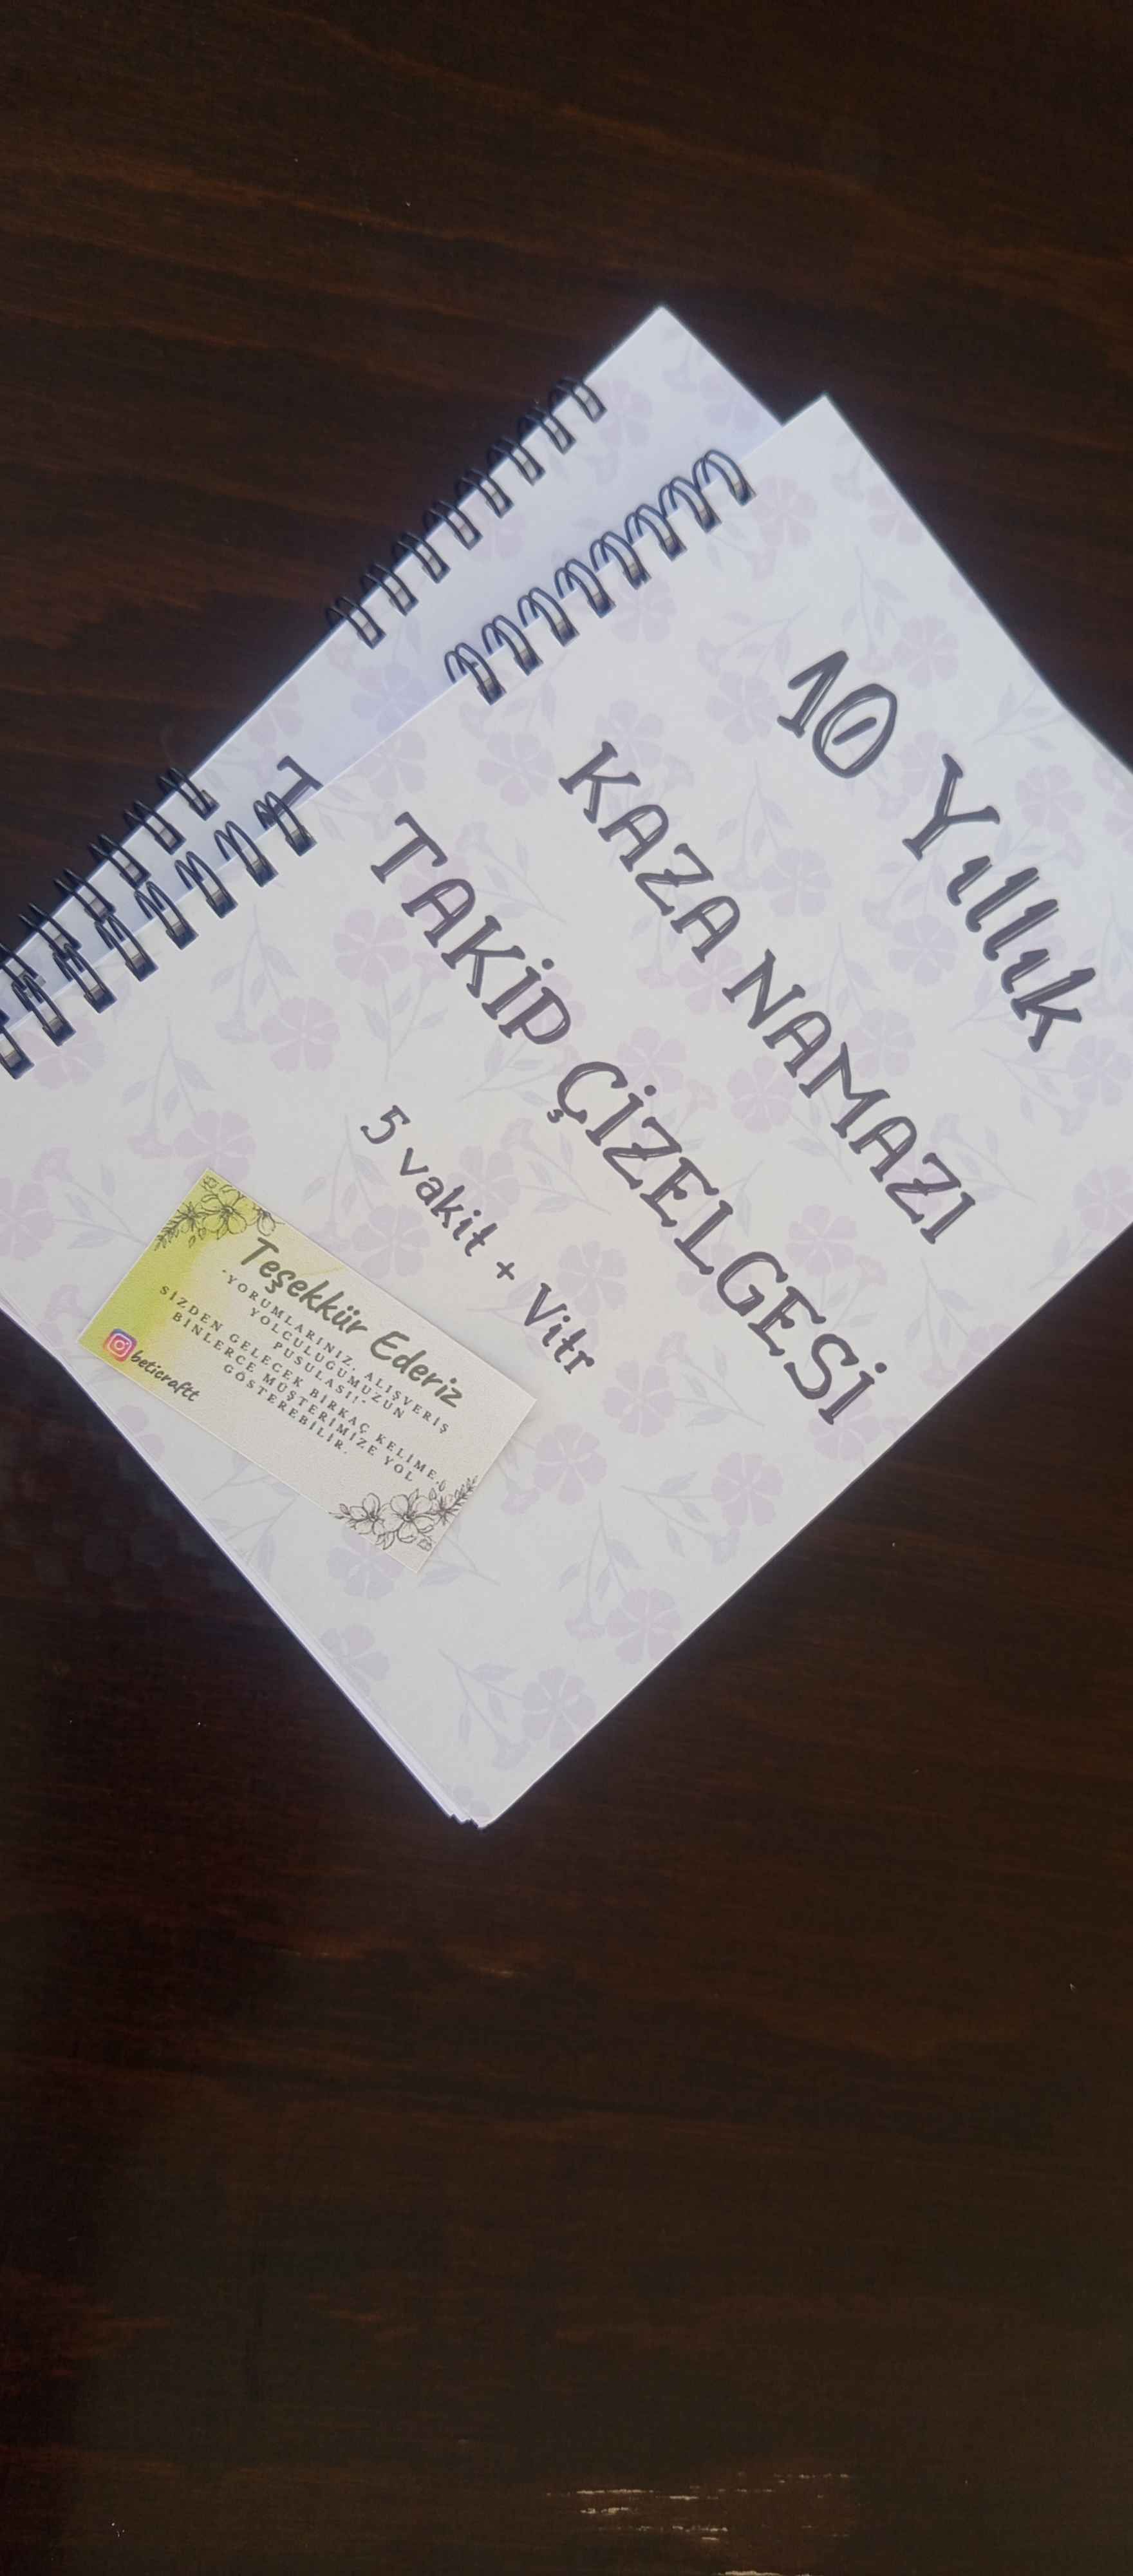 10 Yıllık
KAZA NAMAZI
TAKİP ÇİZELGESİ
5 vakit + Vitr
Teşekkür Ederiz
"YORUMLARINIZ, ALIŞVERİŞ
YOLCULUĞUMUZUN
PUSULASI!"
SİZDEN GELECEK BİRKAÇ KELİME,
BİNLERCE MÜŞTERİMİZE YOL
GÖSTEREBİLİR.
beticraftt